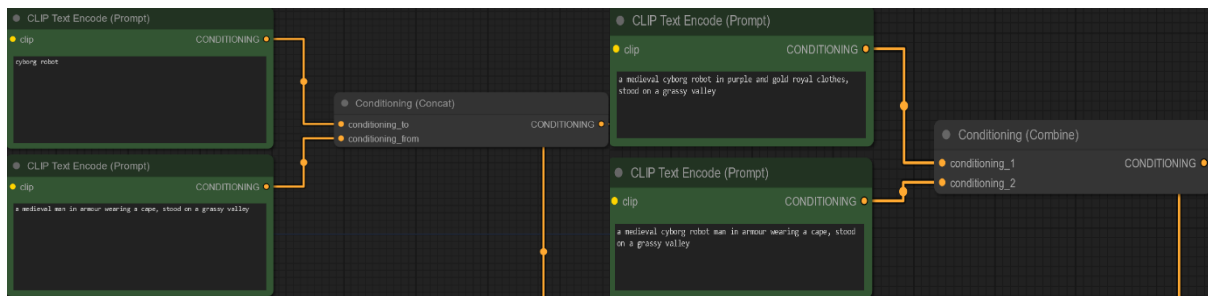 CLIP Text Encode (Prompt)
clip
CONDITIONING
cyborg robot
CLIP Text Encode (Prompt)
clip
CONDITIONING
a medieval man in armour wearing a cape, stood on a grassy valley
Conditioning (Concat)
conditioning_to
CONDITIONING
conditioning_from
CLIP Text Encode (Prompt)
clip
CONDITIONING
a medieval cyborg robot in purple and gold royal clothes,
stood on a grassy valley
CLIP Text Encode (Prompt)
clip
CONDITIONING
a medieval cyborg robot man in armour wearing a cape, stood
on a grassy valley
Conditioning (Combine)
conditioning_1
CONDITIONING
conditioning_2